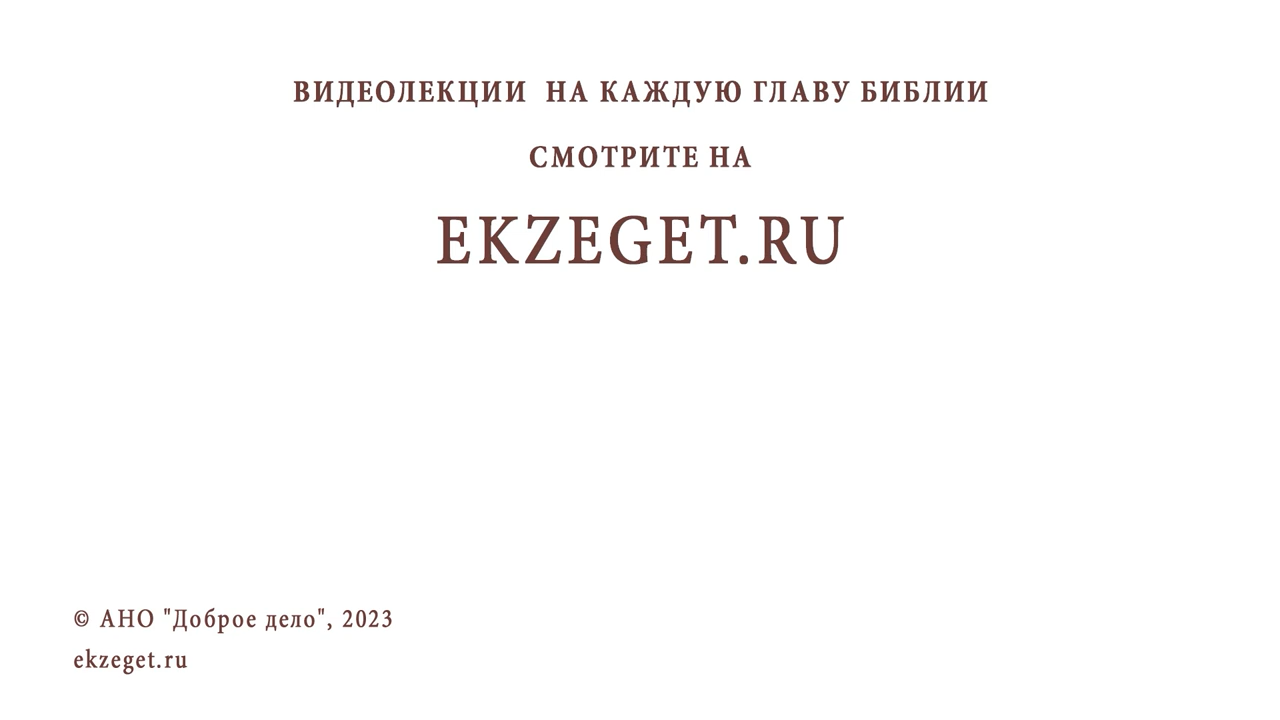 ВИДЕОЛЕКЦИИ НА КАЖДУЮ ГЛАВУ БИБЛИИ
СМОТРИТЕ НА
EKZEGET.RU
© АНО "Доброе дело", 2023
ekzeget.ru